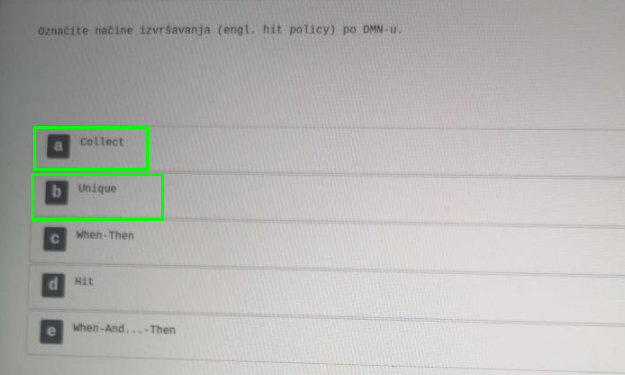 Označite načine izvršavanja (engl. hit policy) po DMN-u.
a Collect
b Unique
c When-Then
d Hit
e When-And...-Then